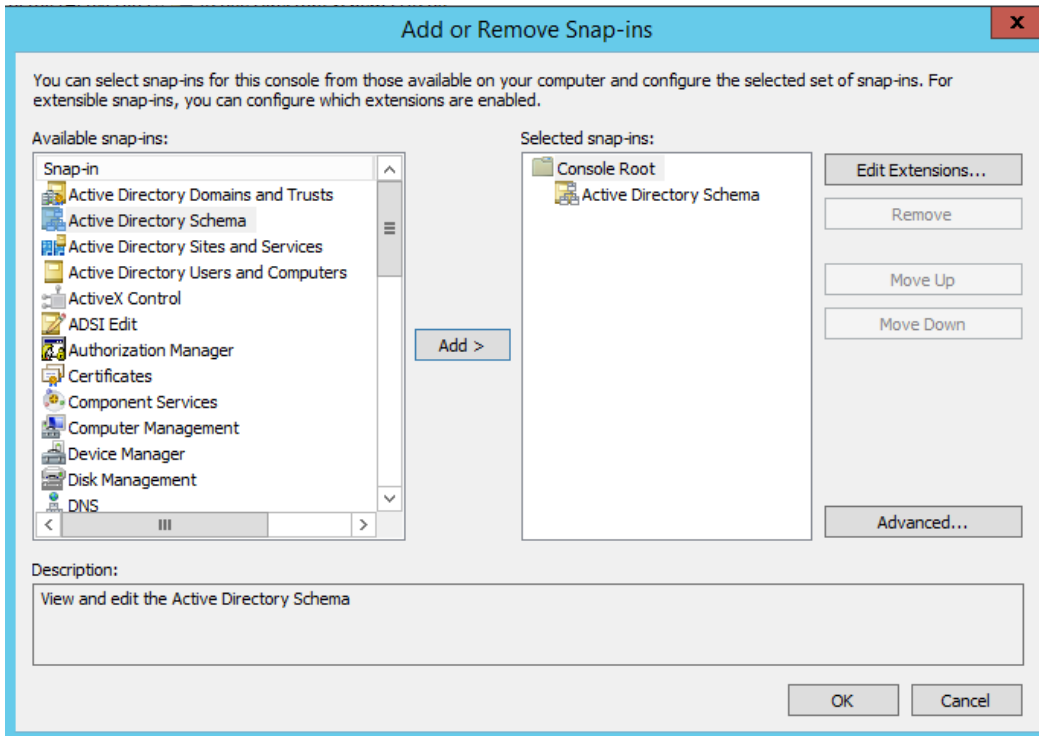 Add or Remove Snap-ins
x
You can select snap-ins for this console from those available on your computer and configure the selected set of snap-ins. For
extensible snap-ins, you can configure which extensions are enabled.
Available snap-ins:
Snap-in
Active Directory Domains and Trusts
Active Directory Schema
Active Directory Sites and Services
Active Directory Users and Computers
ActiveX Control
ADSI Edit
Authorization Manager
Certificates
Component Services
Computer Management
Device Manager
Disk Management
DNS
Add >
Selected snap-ins:
Console Root
Active Directory Schema
Edit Extensions...
Remove
Move Up
Move Down
Advanced...
Description:
View and edit the Active Directory Schema
OK
Cancel